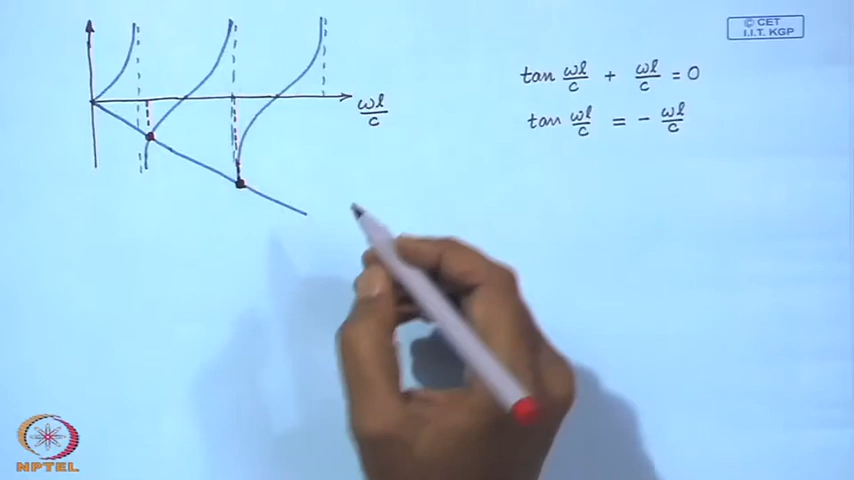 © CET
I.I.T. KGP
tan ωl/c + ωl/c = 0
tan ωl/c = - ωl/c
ωl/c
NPTEL